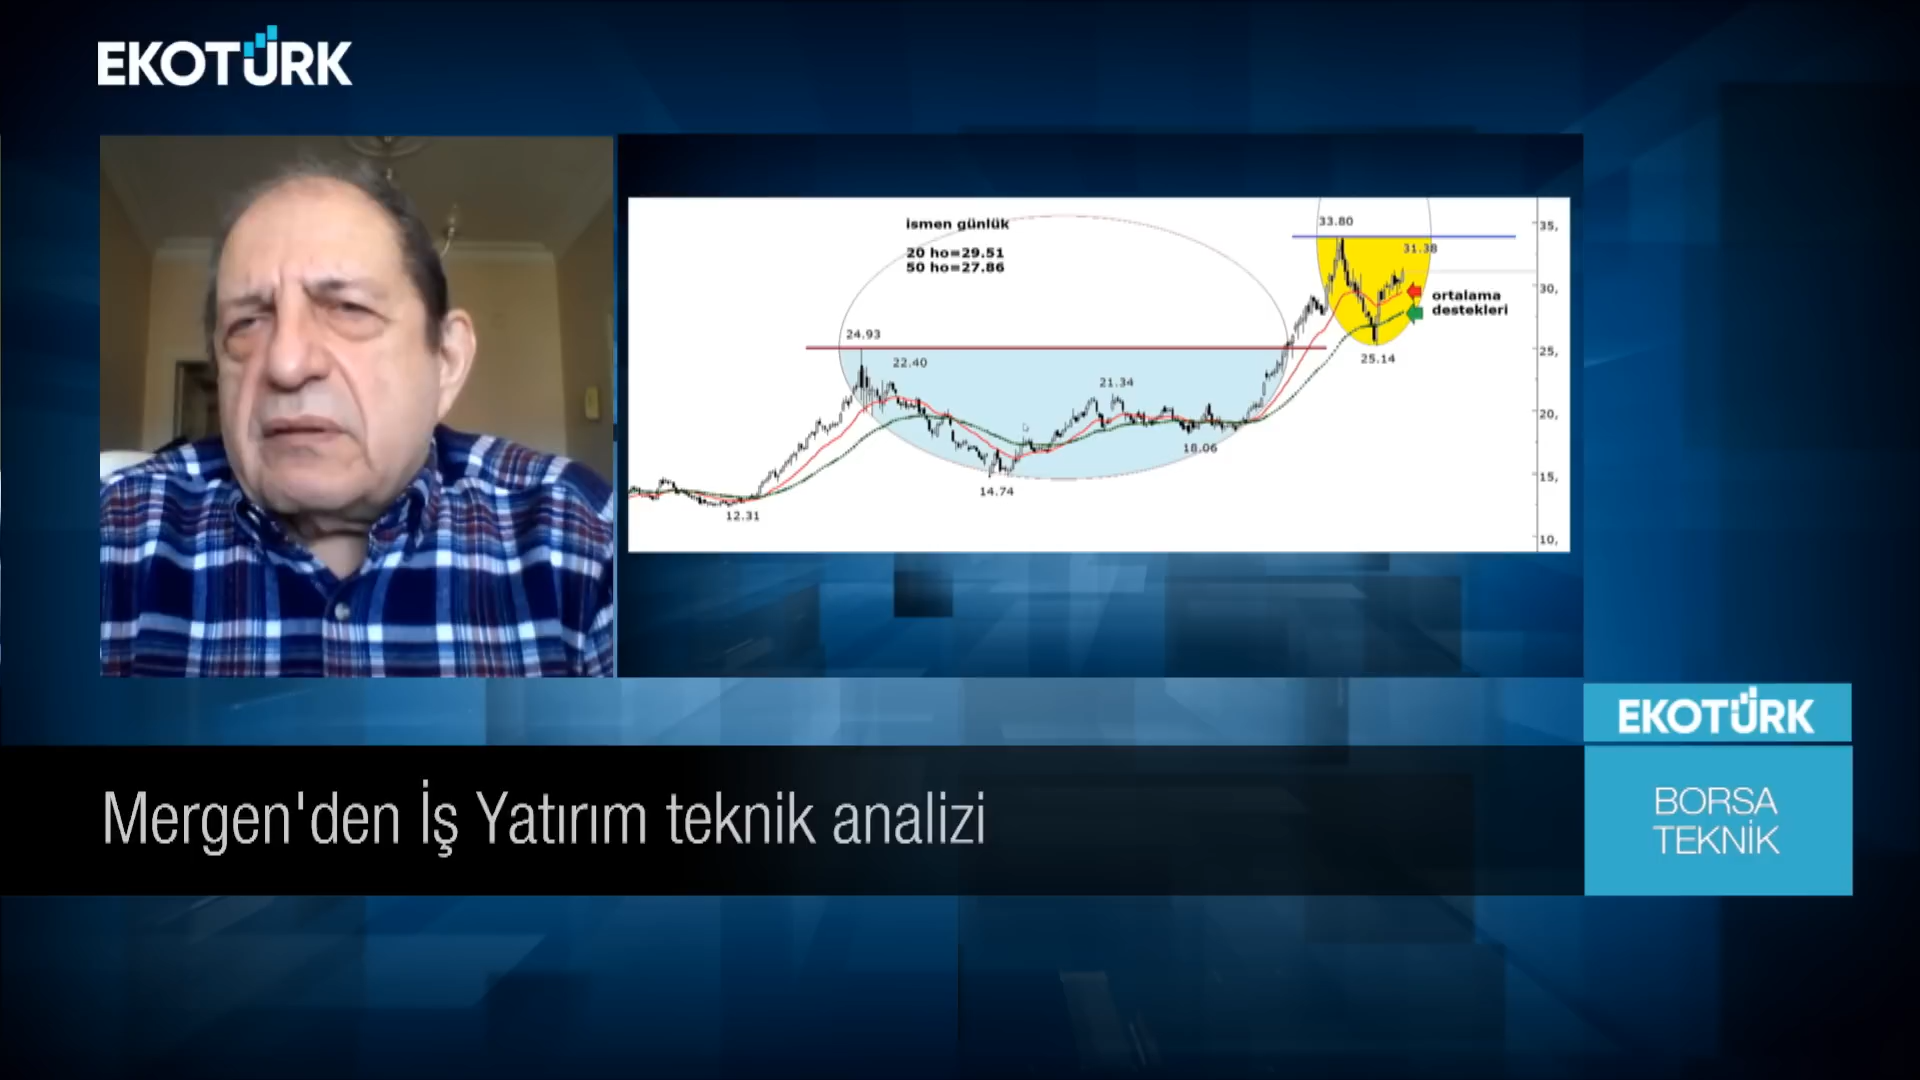 EKOTÜRK
ismen günlük
20 ho=29.51
50 ho=27.86
24.93
22.40
21.34
18.06
14.74
12.31
33.80
31.38
ortalama
destekleri
25.14
35,
30,
25,
20,
15,
10,
EKOTÜRK
Mergen'den İş Yatırım teknik analizi
BORSA
TEKNİK